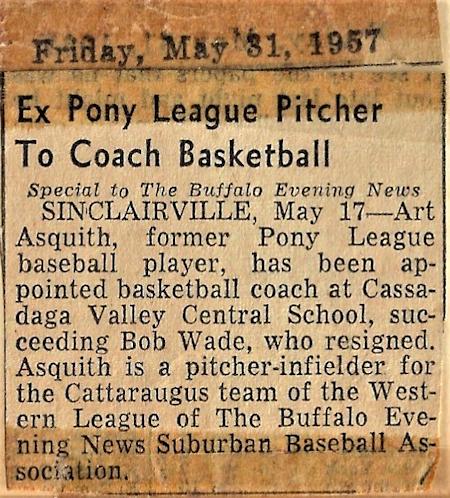 Friday, May 31, 1957
Ex Pony League Pitcher
To Coach Basketball
Special to The Buffalo Evening News
SINCLAIRVILLE, May 17—Art
Asquith, former Pony League
baseball player, has been ap-
pointed basketball coach at Cassa-
daga Valley Central School, suc-
ceeding Bob Wade, who resigned.
Asquith is a pitcher-infielder for
the Cattaraugus team of the West-
ern League of The Buffalo Eve-
ning News Suburban Baseball As-
sociation.